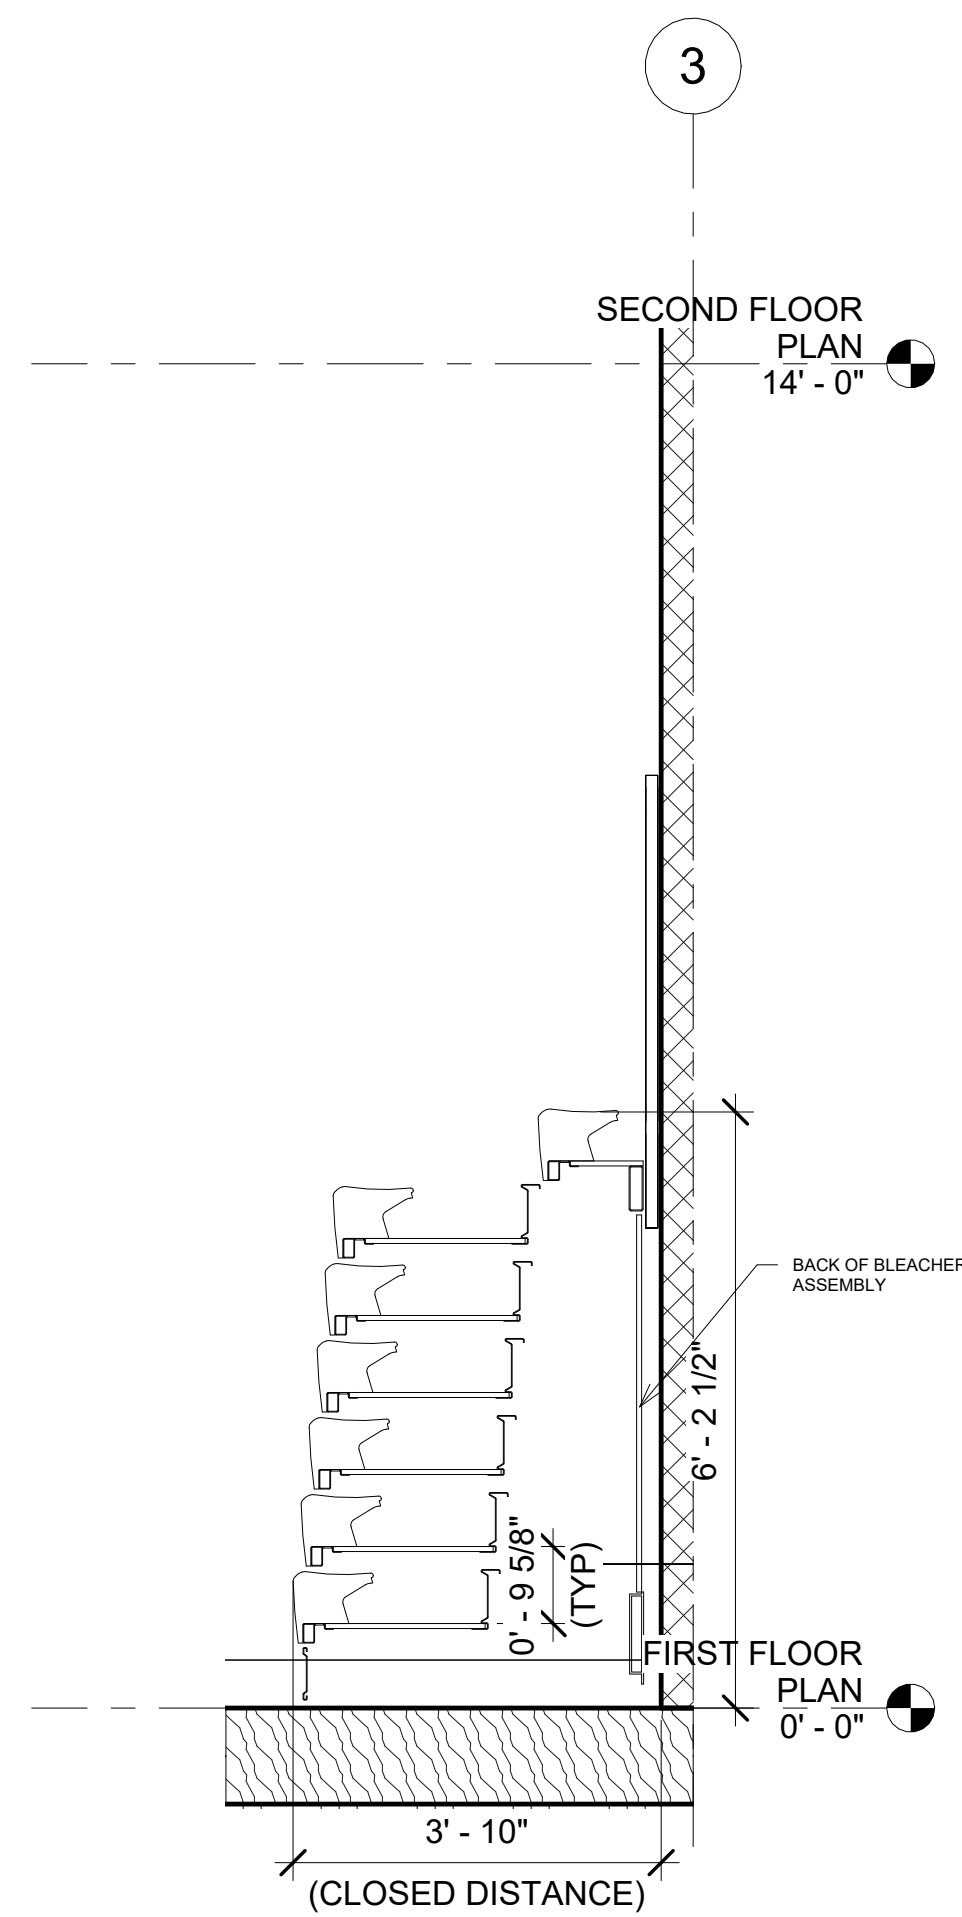 3
SECOND FLOOR
PLAN
14' - 0"
BACK OF BLEACHER
ASSEMBLY
6' - 2 1/2"
0' - 9 5/8"
(TYP)
FIRST FLOOR
PLAN
0' - 0"
3' - 10"
(CLOSED DISTANCE)